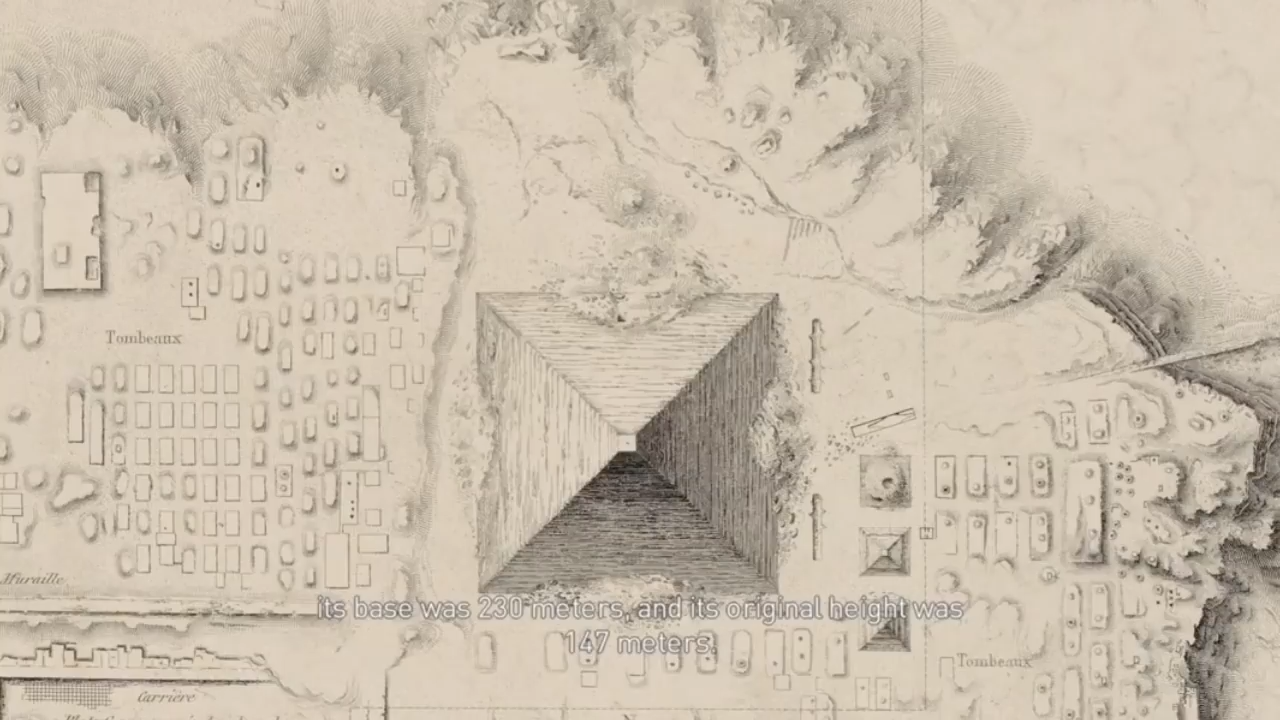 Tombeaux
Muraille
its base was 230 meters, and its original height was
147 meters.
Tombeaux
Carrière